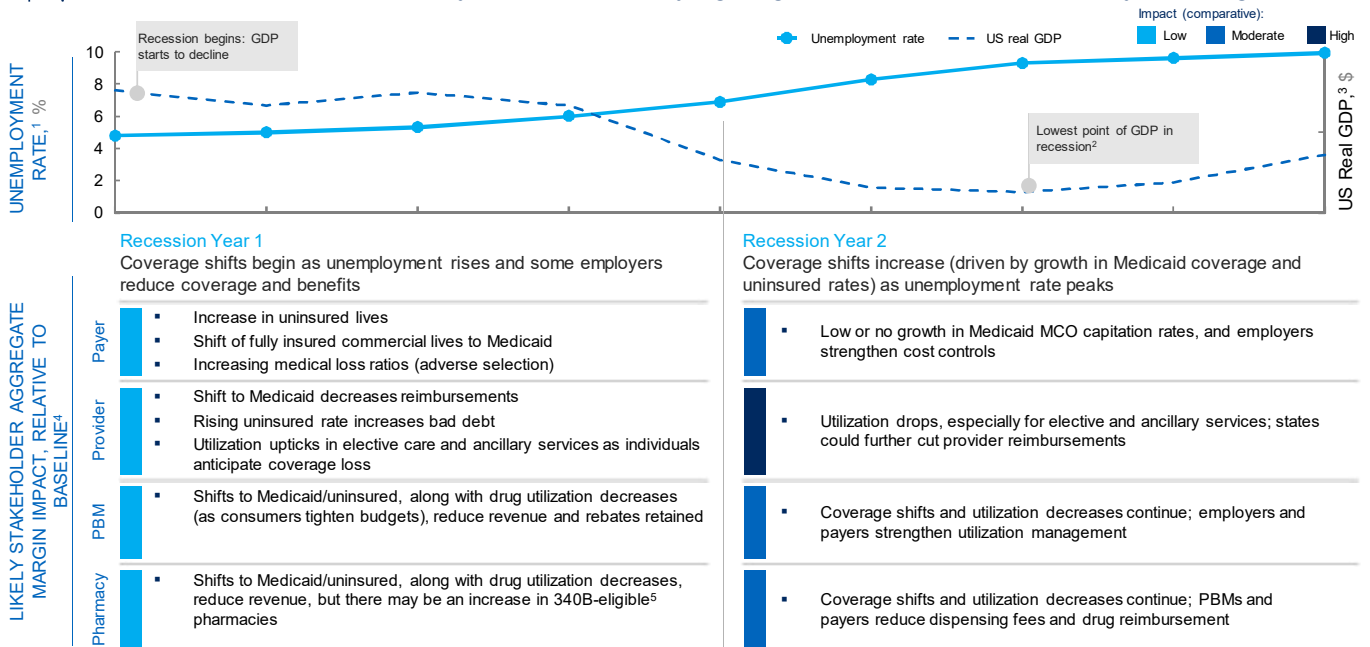 Impact (comparative):
Low
Moderate
High
Unemployment rate
US real GDP
Recession begins: GDP
starts to decline
10
8
6
4
2
0
UNEMPLOYMENT
RATE,¹ %
Lowest point of GDP in
recession²
US Real GDP,³ $
Recession Year 1
Coverage shifts begin as unemployment rises and some employers
reduce coverage and benefits
Recession Year 2
Coverage shifts increase (driven by growth in Medicaid coverage and
uninsured rates) as unemployment rate peaks
LIKELY STAKEHOLDER AGGREGATE
MARGIN IMPACT, RELATIVE TO
BASELINE⁴
Payer
▪ Increase in uninsured lives
▪ Shift of fully insured commercial lives to Medicaid
▪ Increasing medical loss ratios (adverse selection)
▪ Low or no growth in Medicaid MCO capitation rates, and employers
strengthen cost controls
Provider
▪ Shift to Medicaid decreases reimbursements
▪ Rising uninsured rate increases bad debt
▪ Utilization upticks in elective care and ancillary services as individuals
anticipate coverage loss
▪ Utilization drops, especially for elective and ancillary services; states
could further cut provider reimbursements
PBM
▪ Shifts to Medicaid/uninsured, along with drug utilization decreases
(as consumers tighten budgets), reduce revenue and rebates retained
▪ Coverage shifts and utilization decreases continue; employers and
payers strengthen utilization management
Pharmacy
▪ Shifts to Medicaid/uninsured, along with drug utilization decreases,
reduce revenue, but there may be an increase in 340B-eligible⁵
pharmacies
▪ Coverage shifts and utilization decreases continue; PBMs and
payers reduce dispensing fees and drug reimbursement